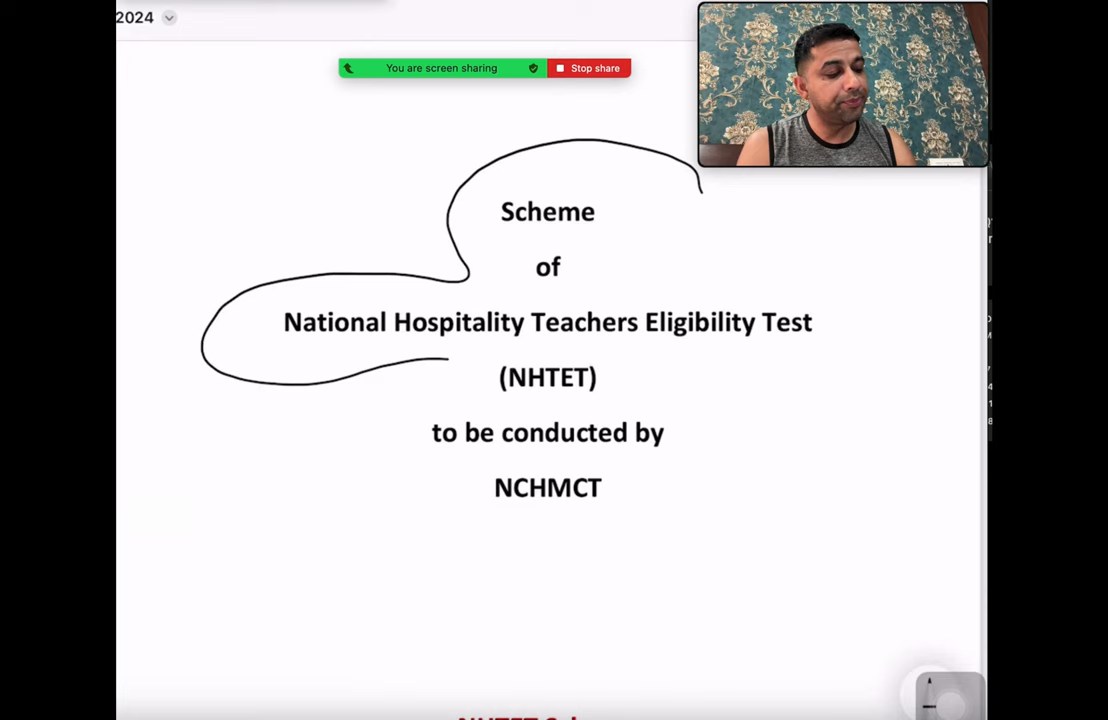 2024
You are screen sharing
Stop share
Scheme
of
National Hospitality Teachers Eligibility Test
(NHTET)
to be conducted by
NCHMCT